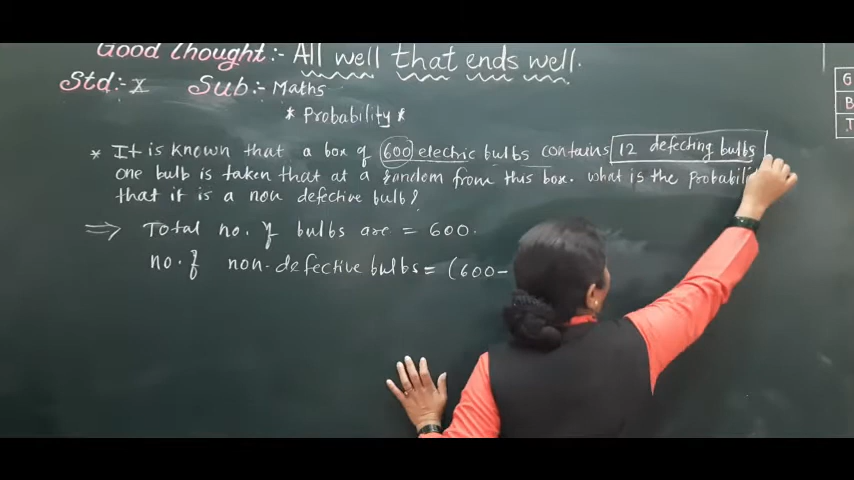 Good Thought:- All well that ends well.
Std:- X Sub:- Maths
* Probability *
* It is known that a box of 600 electric bulbs contains 12 defecting bulbs
one bulb is taken that at a random from this box. what is the probabili
that it is a non defective bulb?
⇒ Total no. of bulbs are = 600.
no. of non-defective bulbs = (600-
G
B
T